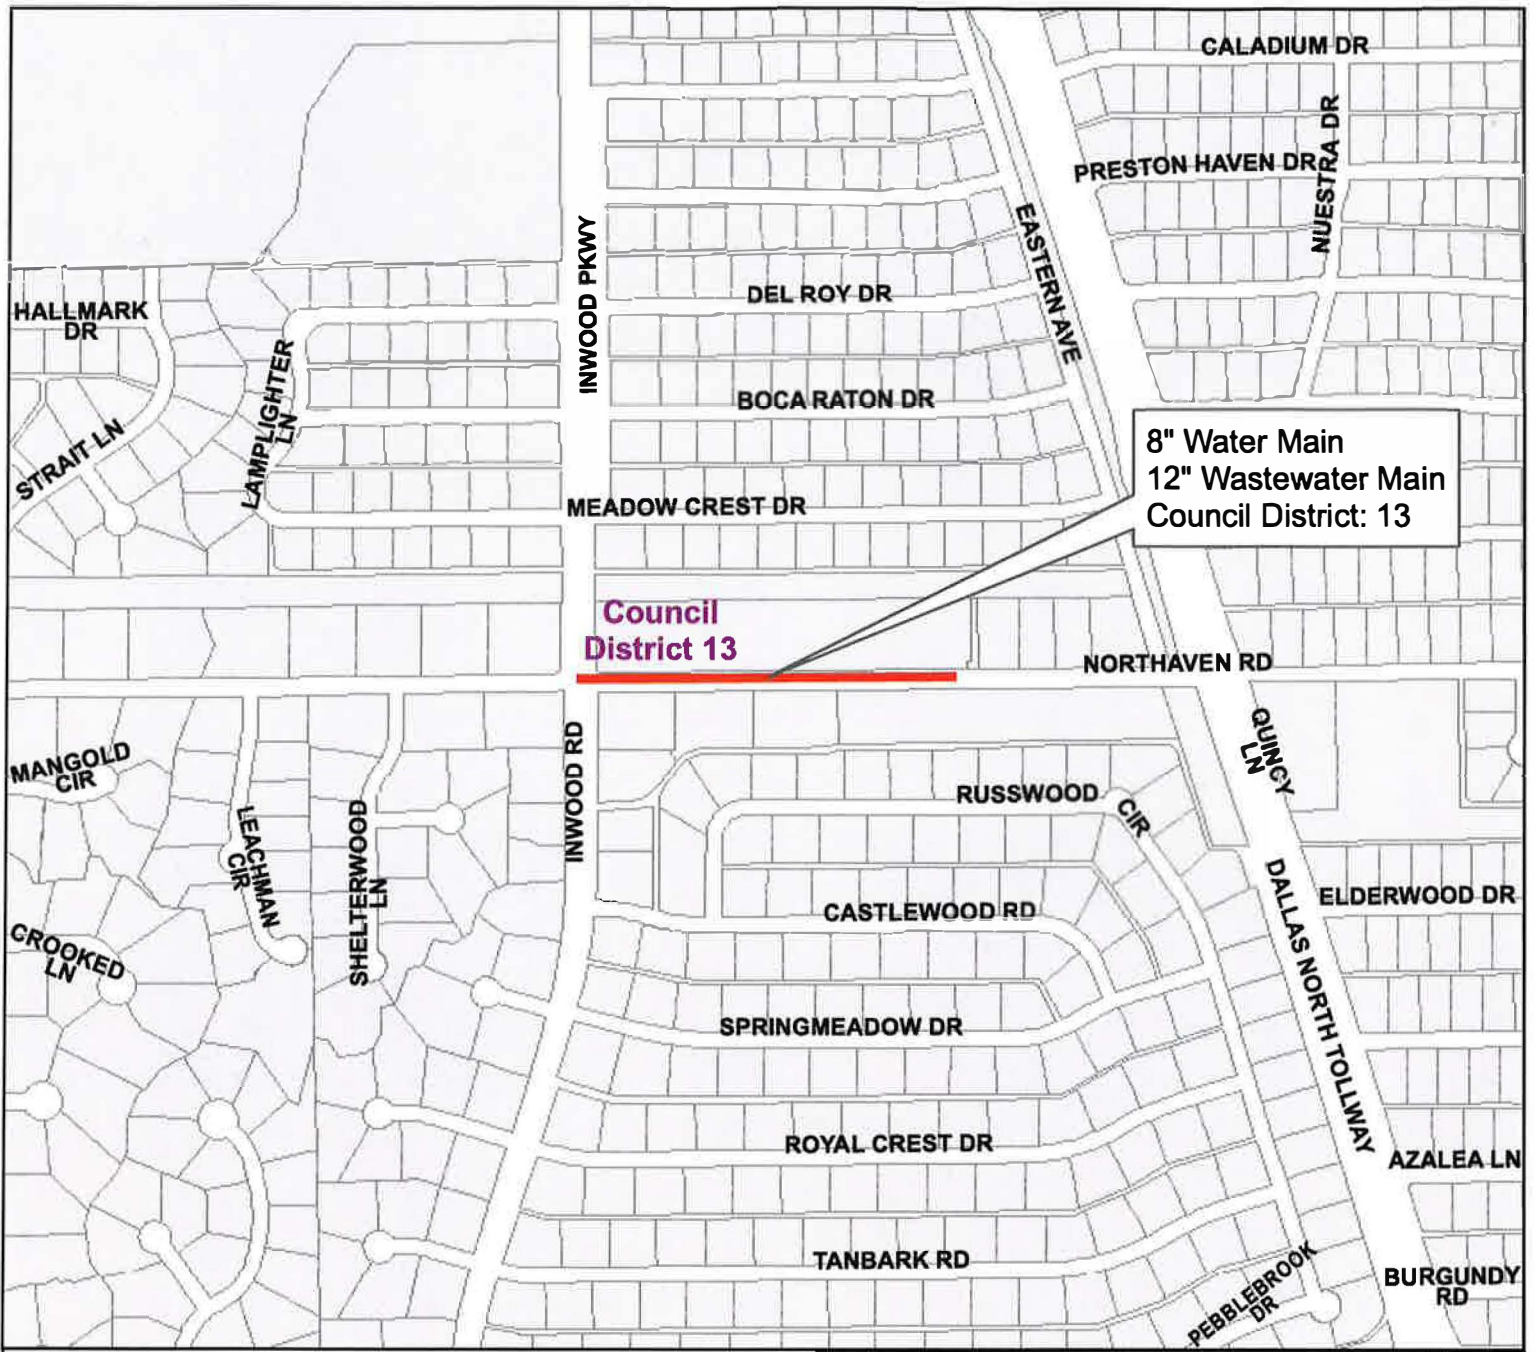 CALADIUM DR
PRESTON HAVEN DR
NUESTRA DR
EASTERN AVE
INWOOD PKWY
DEL ROY DR
HALLMARK
DR
LAMPLIGHTER
LN
BOCA RATON DR
STRAIT LN
8" Water Main
12" Wastewater Main
Council District: 13
MEADOW CREST DR
Council
District 13
NORTHAVEN RD
QUINCY
LN
MANGOLD
CIR
INWOOD RD
RUSSWOOD
CIR
LEACHMAN
CIR
SHELTERWOOD
LN
DALLAS NORTH TOLLWAY
ELDERWOOD DR
CASTLEWOOD RD
CROOKED
LN
SPRINGMEADOW DR
ROYAL CREST DR
AZALEA LN
TANBARK RD
PEBBLEBROOK
DR
BURGUNDY
RD